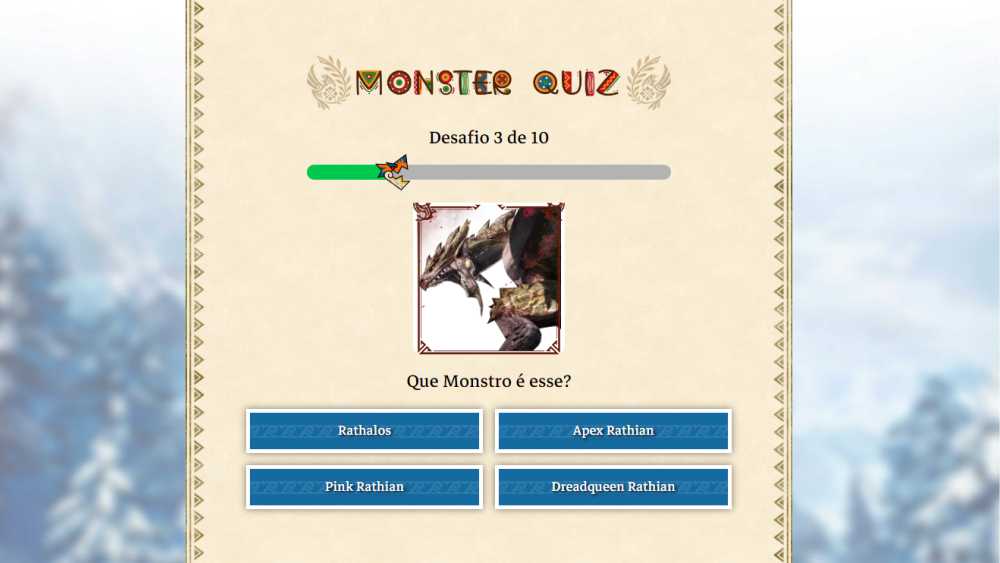 MONSTER QUIZ
Desafio 3 de 10
Que Monstro é esse?
Rathalos
Apex Rathian
Pink Rathian
Dreadqueen Rathian